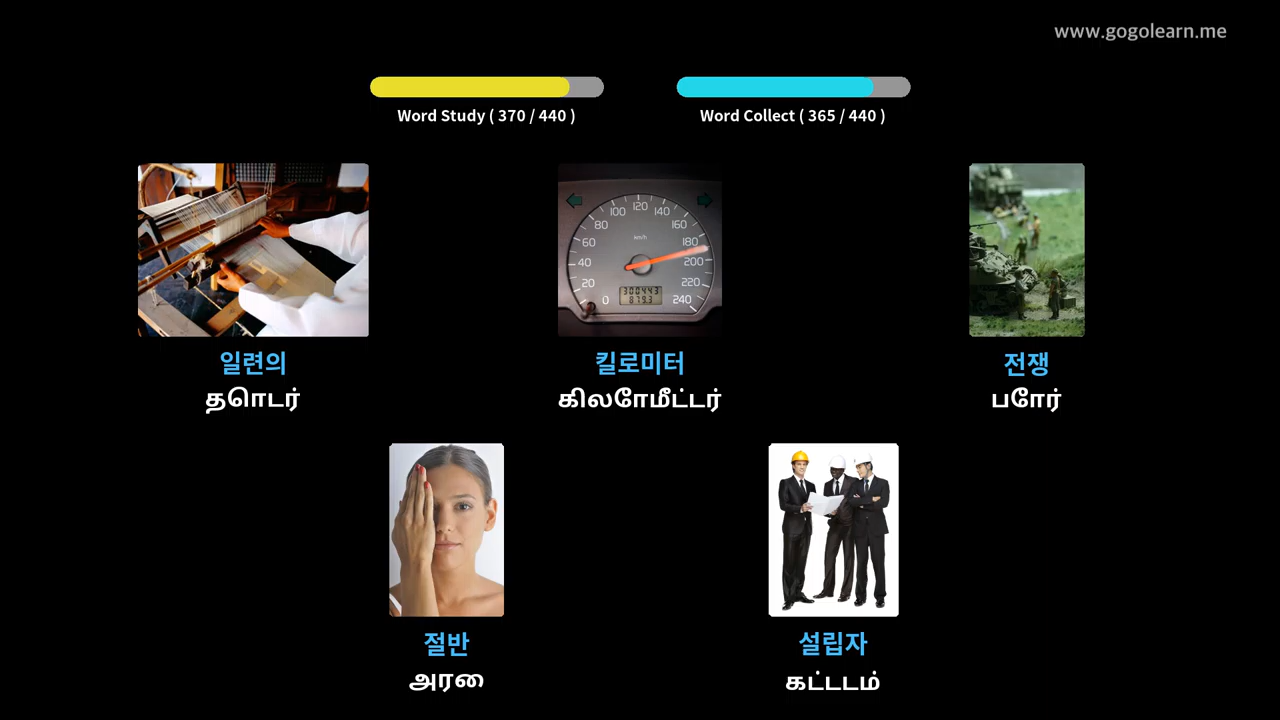 www.gogolearn.me
Word Study ( 370 / 440 )
Word Collect ( 365 / 440 )
일련의
தொடர்
킬로미터
கிலோமீட்டர்
전쟁
போர்
절반
அரை
설립자
கட்டடம்